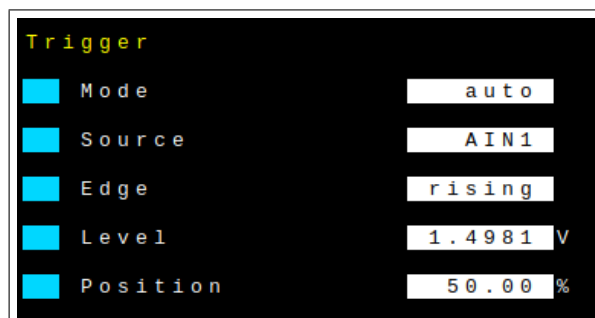 Trigger
Mode auto
Source AIN1
Edge rising
Level 1.4981 V
Position 50.00 %